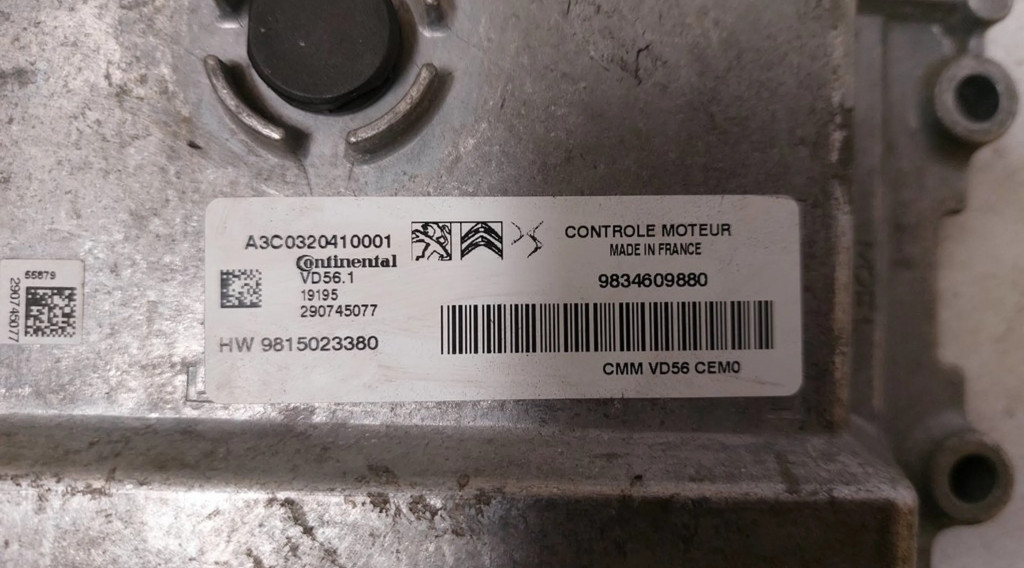 55879
290745077
A3C0320410001
Continental
VD56.1
19195
290745077
HW 9815023380
CONTROLE MOTEUR
MADE IN FRANCE
9834609880
CMM VD56 CEM0